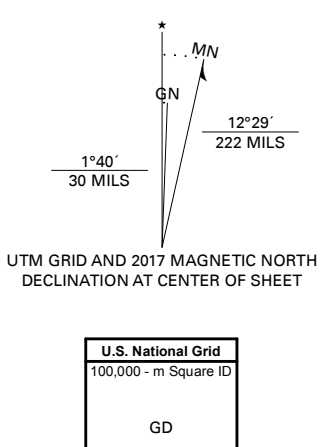 ★
MN
GN
12°29´
222 MILS
1°40´
30 MILS
UTM GRID AND 2017 MAGNETIC NORTH
DECLINATION AT CENTER OF SHEET
U.S. National Grid
100,000 - m Square ID
GD